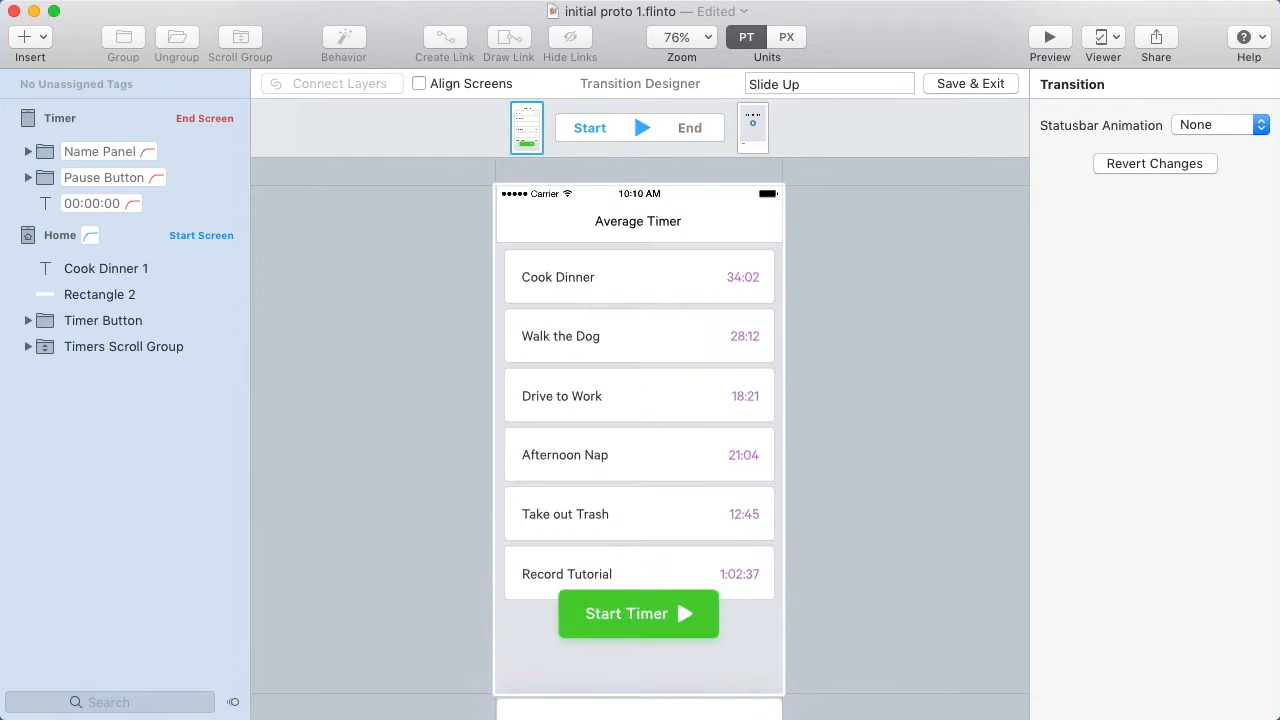 initial proto 1.flinto — Edited
Insert
Group
Ungroup
Scroll Group
Behavior
Create Link
Draw Link
Hide Links
76%
Zoom
PT
PX
Units
Preview
Viewer
Share
Help
No Unassigned Tags
Connect Layers
Align Screens
Transition Designer
Slide Up
Save & Exit
Transition
Timer
End Screen
Name Panel
Pause Button
00:00:00
Home
Start Screen
Cook Dinner 1
Rectangle 2
Timer Button
Timers Scroll Group
Search
Start
End
Carrier
10:10 AM
Average Timer
Cook Dinner
34:02
Walk the Dog
28:12
Drive to Work
18:21
Afternoon Nap
21:04
Take out Trash
12:45
Record Tutorial
1:02:37
Start Timer
Statusbar Animation
None
Revert Changes